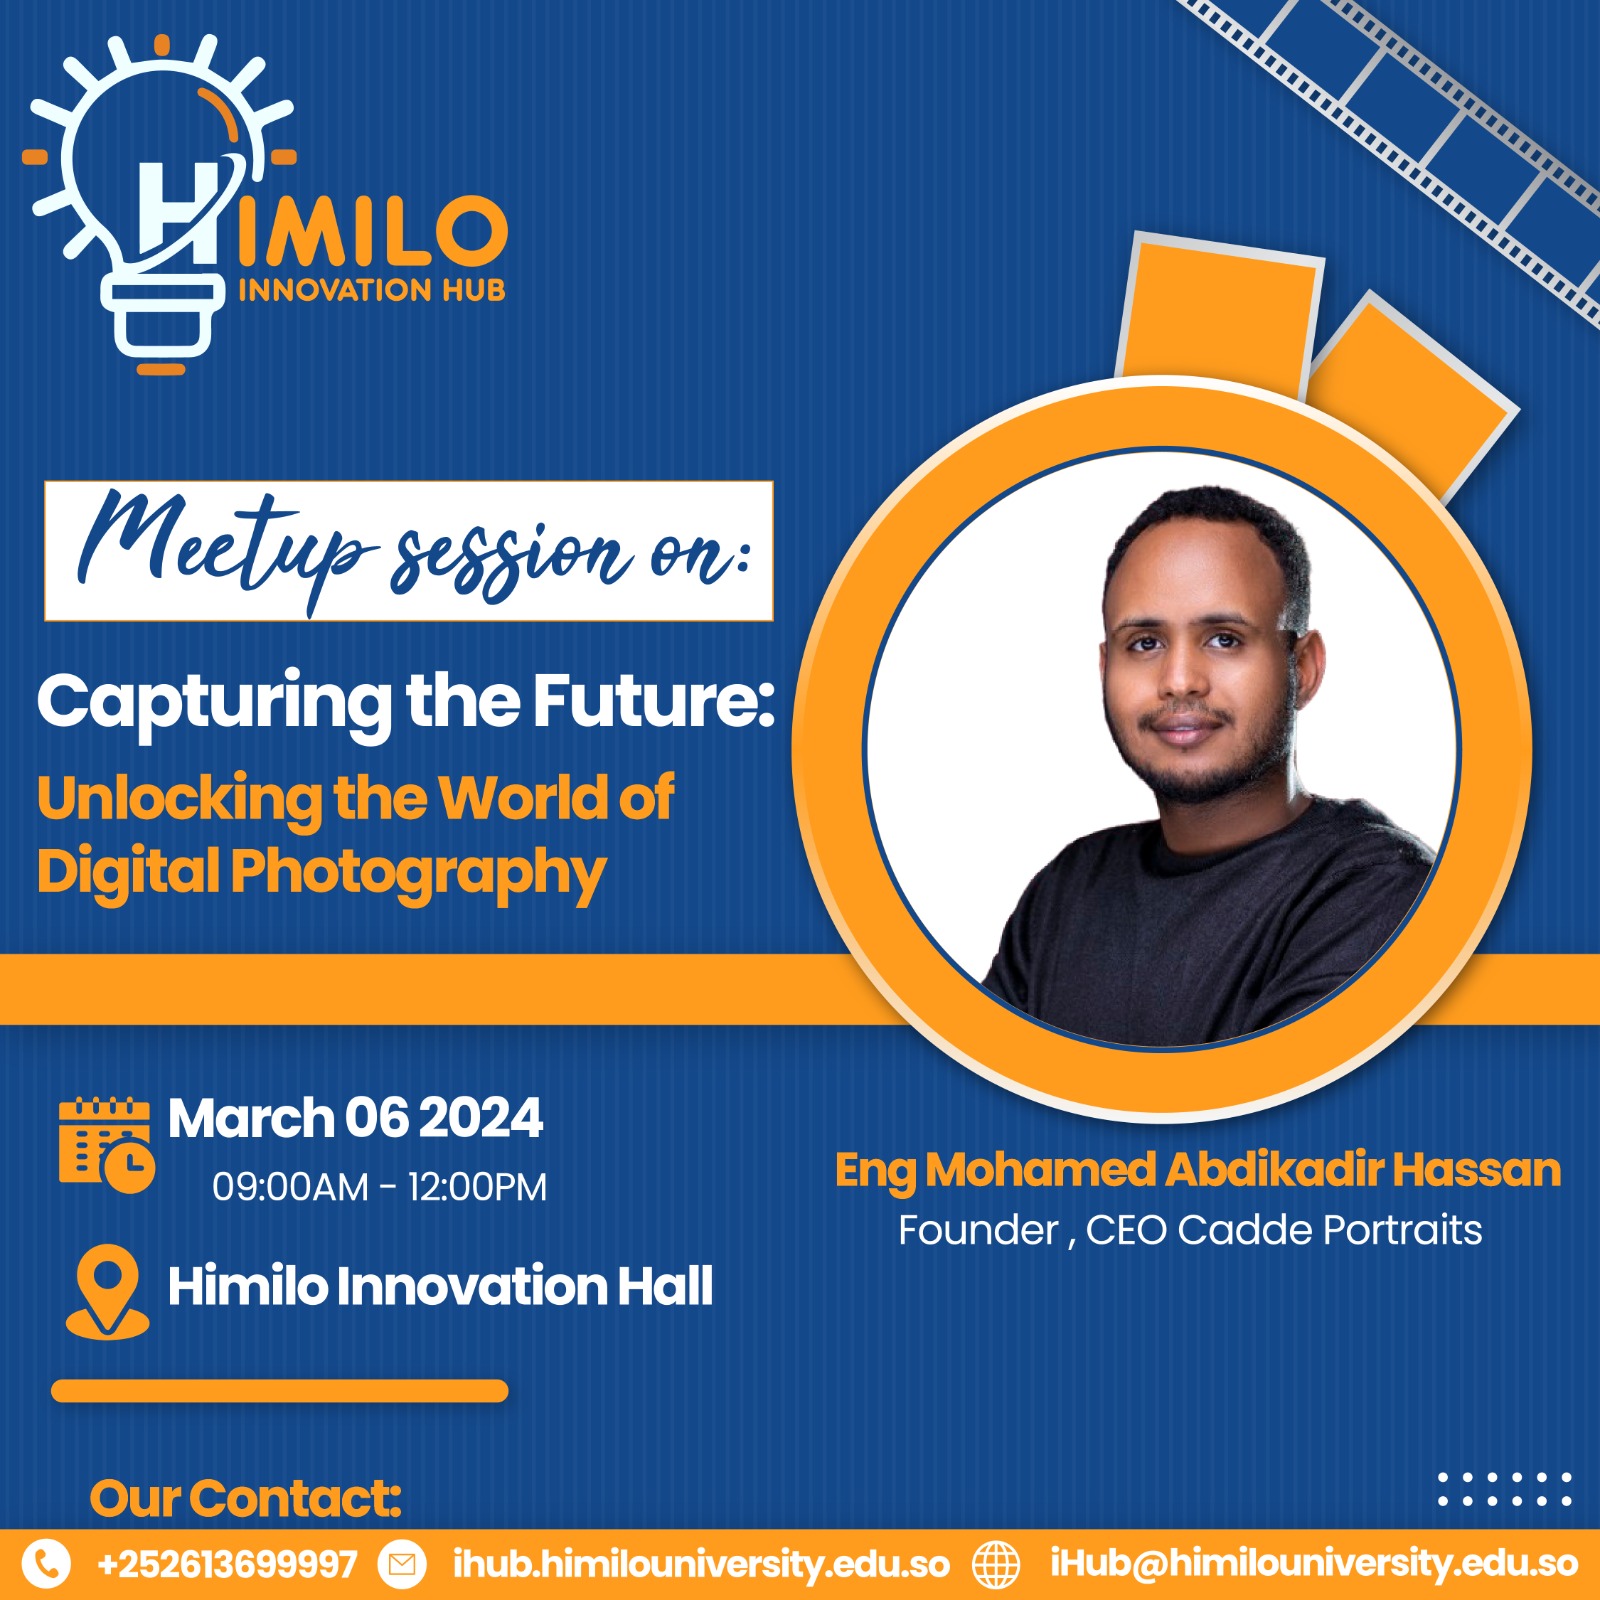 HIMILO
INNOVATION HUB
Meetup session on:
Capturing the Future:
Unlocking the World of
Digital Photography
March 06 2024
09:00AM - 12:00PM
Himilo Innovation Hall
Eng Mohamed Abdikadir Hassan
Founder , CEO Cadde Portraits
Our Contact:
+252613699997 ihub.himilouniversity.edu.so iHub@himilouniversity.edu.so